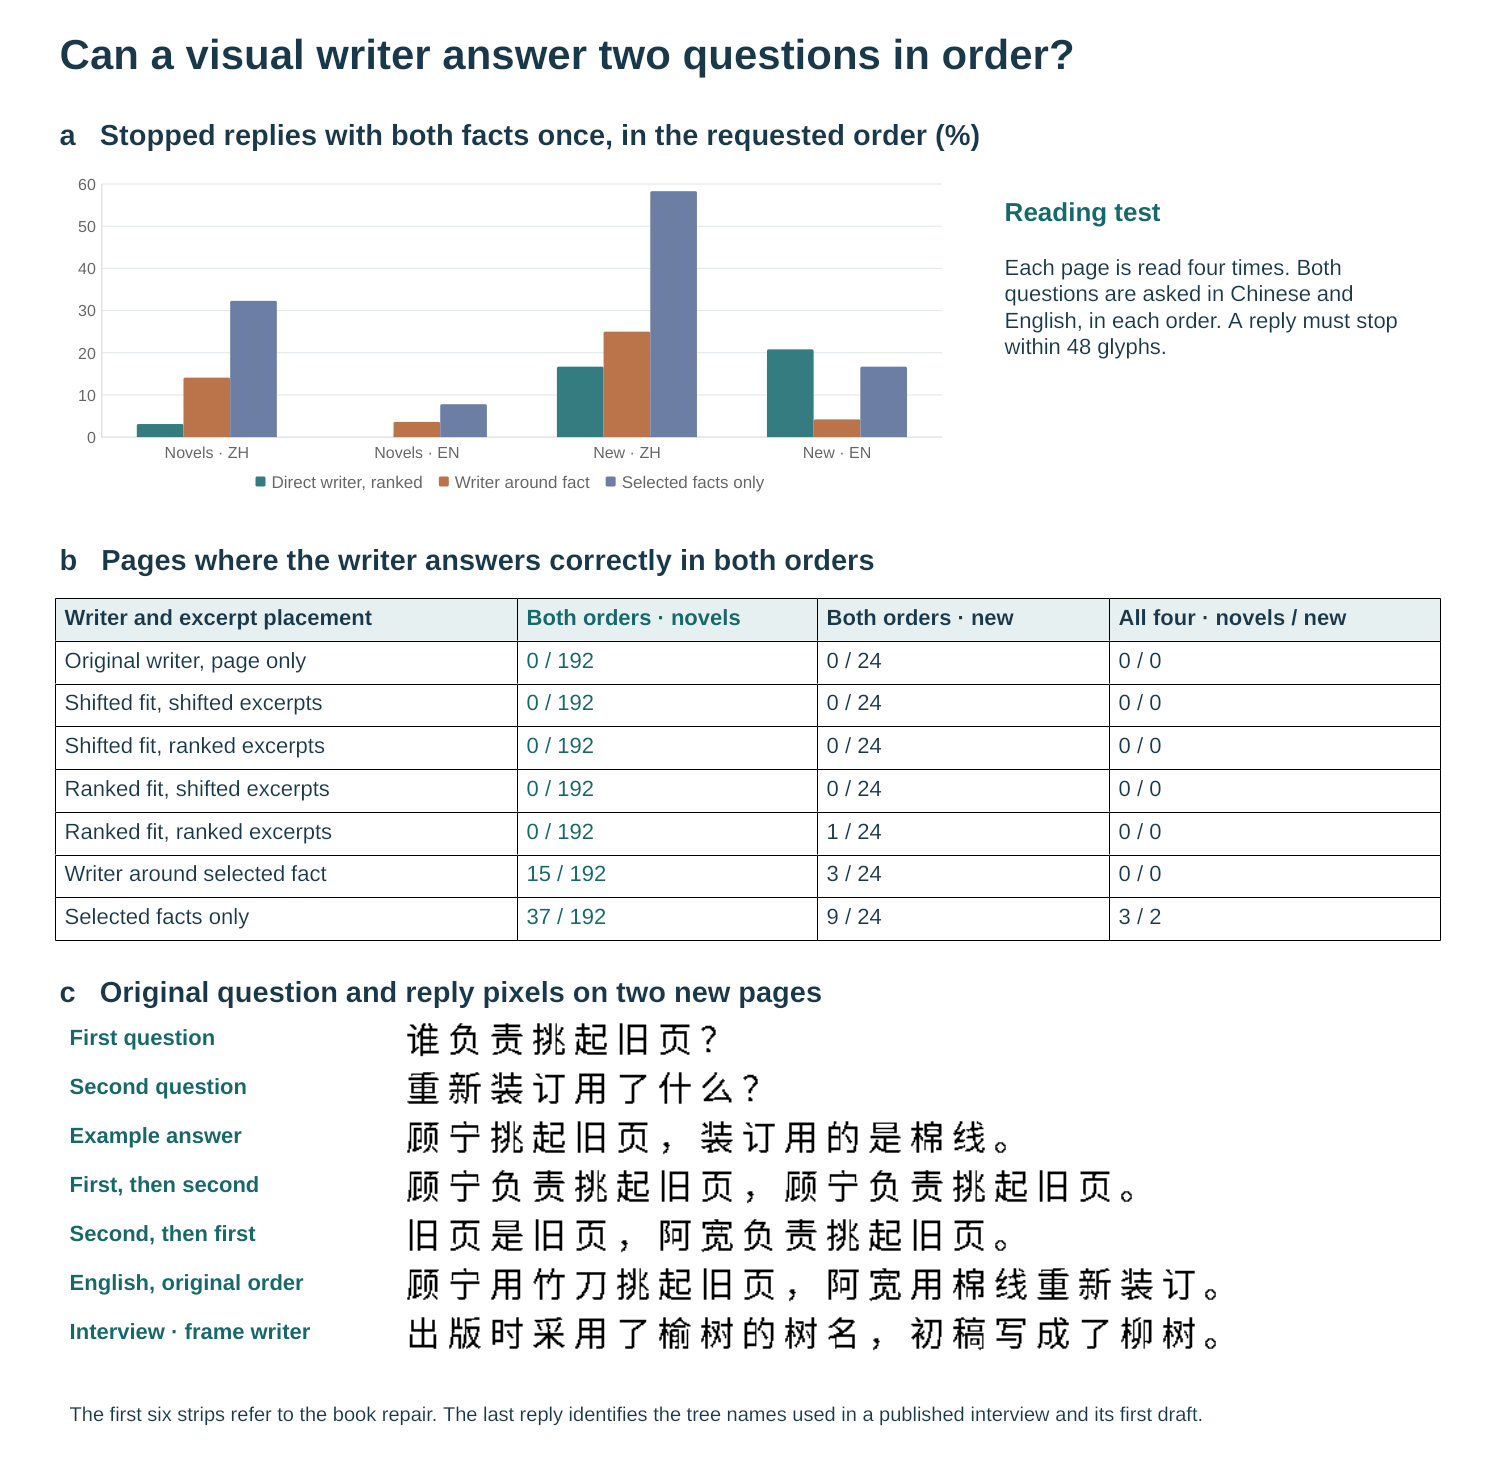 Can a visual writer answer two questions in order?
a Stopped replies with both facts once, in the requested order (%)
60
50
40
30
20
10
0
Novels · ZH
Novels · EN
New · ZH
New · EN
Direct writer, ranked
Writer around fact
Selected facts only
Reading test
Each page is read four times. Both
questions are asked in Chinese and
English, in each order. A reply must stop
within 48 glyphs.
b Pages where the writer answers correctly in both orders
Writer and excerpt placement Both orders · novels Both orders · new All four · novels / new
Original writer, page only 0 / 192 0 / 24 0 / 0
Shifted fit, shifted excerpts 0 / 192 0 / 24 0 / 0
Shifted fit, ranked excerpts 0 / 192 0 / 24 0 / 0
Ranked fit, shifted excerpts 0 / 192 0 / 24 0 / 0
Ranked fit, ranked excerpts 0 / 192 1 / 24 0 / 0
Writer around selected fact 15 / 192 3 / 24 0 / 0
Selected facts only 37 / 192 9 / 24 3 / 2
c Original question and reply pixels on two new pages
First question 谁负责挑起旧页？
Second question 重新装订用了什么？
Example answer 顾宁挑起旧页，装订用的是棉线。
First, then second 顾宁负责挑起旧页，顾宁负责挑起旧页。
Second, then first 旧页是旧页，阿宽负责挑起旧页。
English, original order 顾宁用竹刀挑起旧页，阿宽用棉线重新装订。
Interview · frame writer 出版时采用了榆树的树名，初稿写成了柳树。
The first six strips refer to the book repair. The last reply identifies the tree names used in a published interview and its first draft.